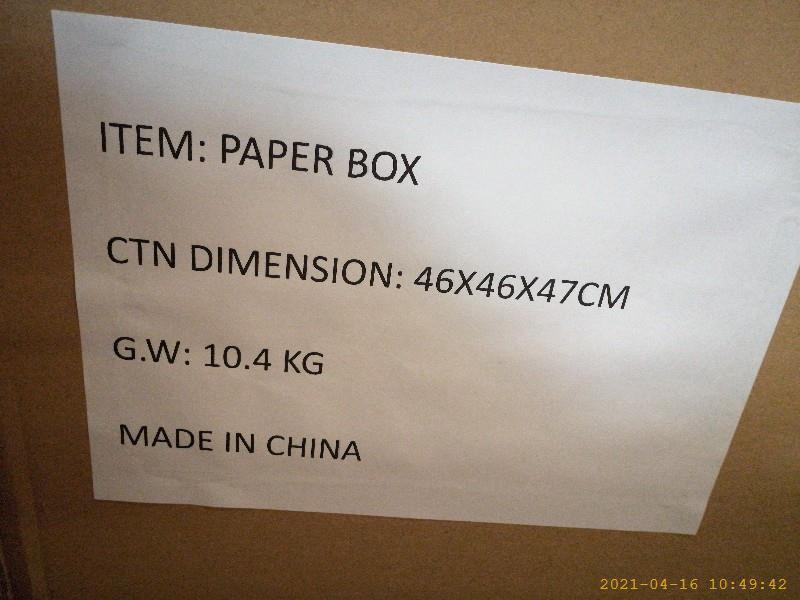 ITEM: PAPER BOX
CTN DIMENSION: 46X46X47CM
G.W: 10.4 KG
MADE IN CHINA
2021-04-16 10:49:42